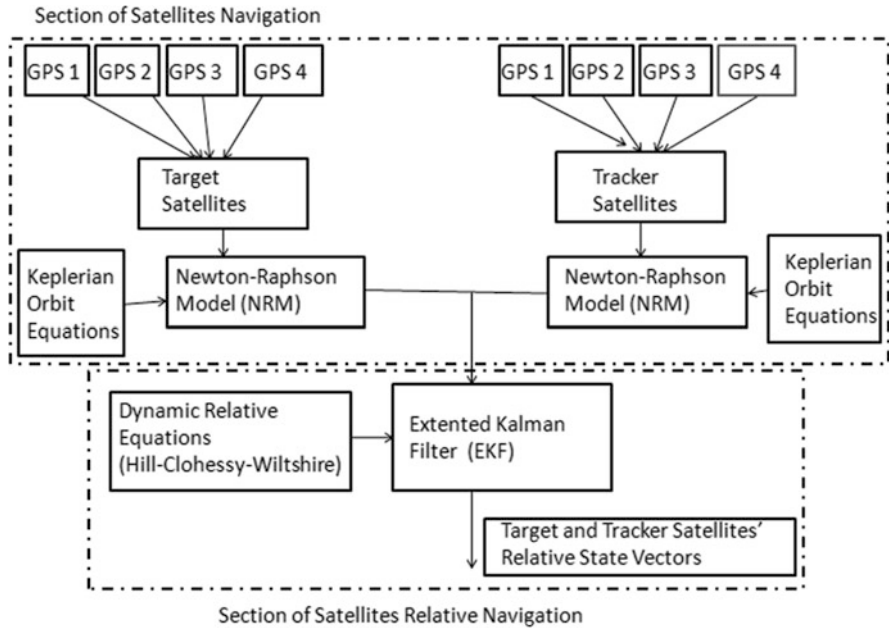 Section of Satellites Navigation
GPS 1
GPS 2
GPS 3
GPS 4
GPS 1
GPS 2
GPS 3
GPS 4
Target
Satellites
Tracker
Satellites
Keplerian
Orbit
Equations
Newton-Raphson
Model (NRM)
Newton-Raphson
Model (NRM)
Keplerian
Orbit
Equations
Dynamic Relative
Equations
(Hill-Clohessy-Wiltshire)
Extented Kalman
Filter (EKF)
Target and Tracker Satellites'
Relative State Vectors
Section of Satellites Relative Navigation